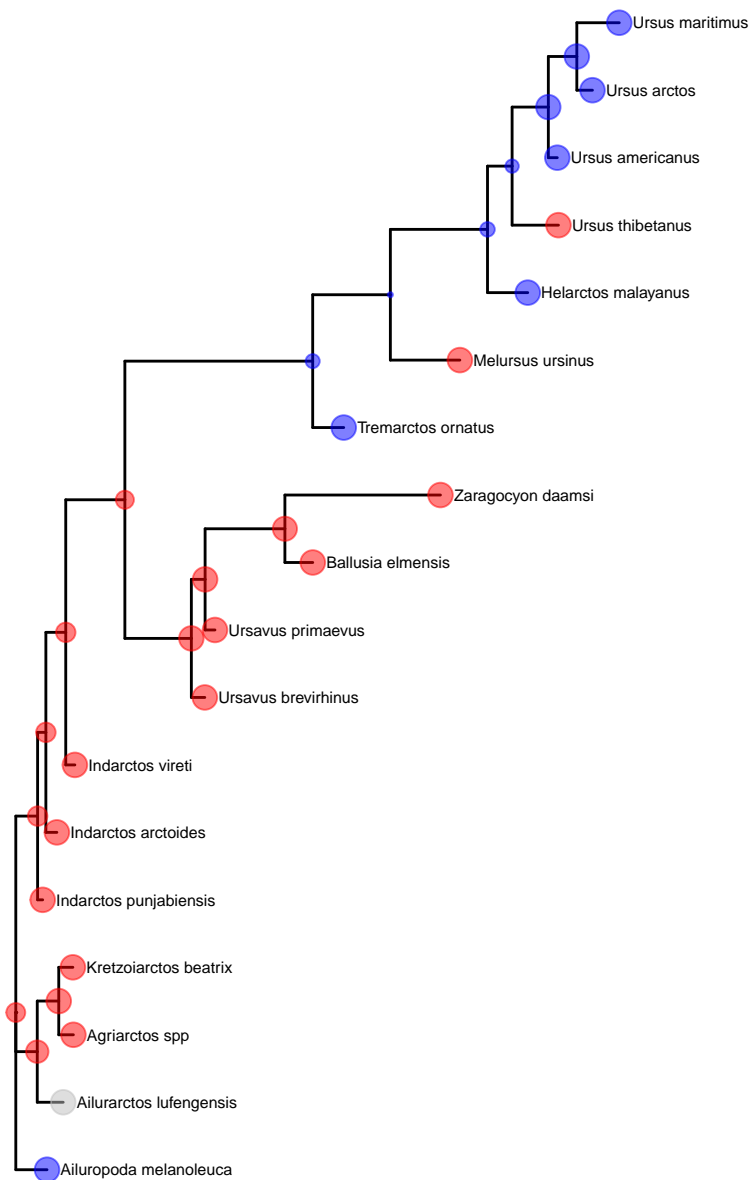 Ursus maritimus
Ursus arctos
Ursus americanus
Ursus thibetanus
Helarctos malayanus
Melursus ursinus
Tremarctos ornatus
Zaragocyon daamsi
Ballusia elmensis
Ursavus primaevus
Ursavus brevirhinus
Indarctos vireti
Indarctos arctoides
Indarctos punjabiensis
Kretzoiarctos beatrix
Agriarctos spp
Ailurarctos lufengensis
Ailuropoda melanoleuca